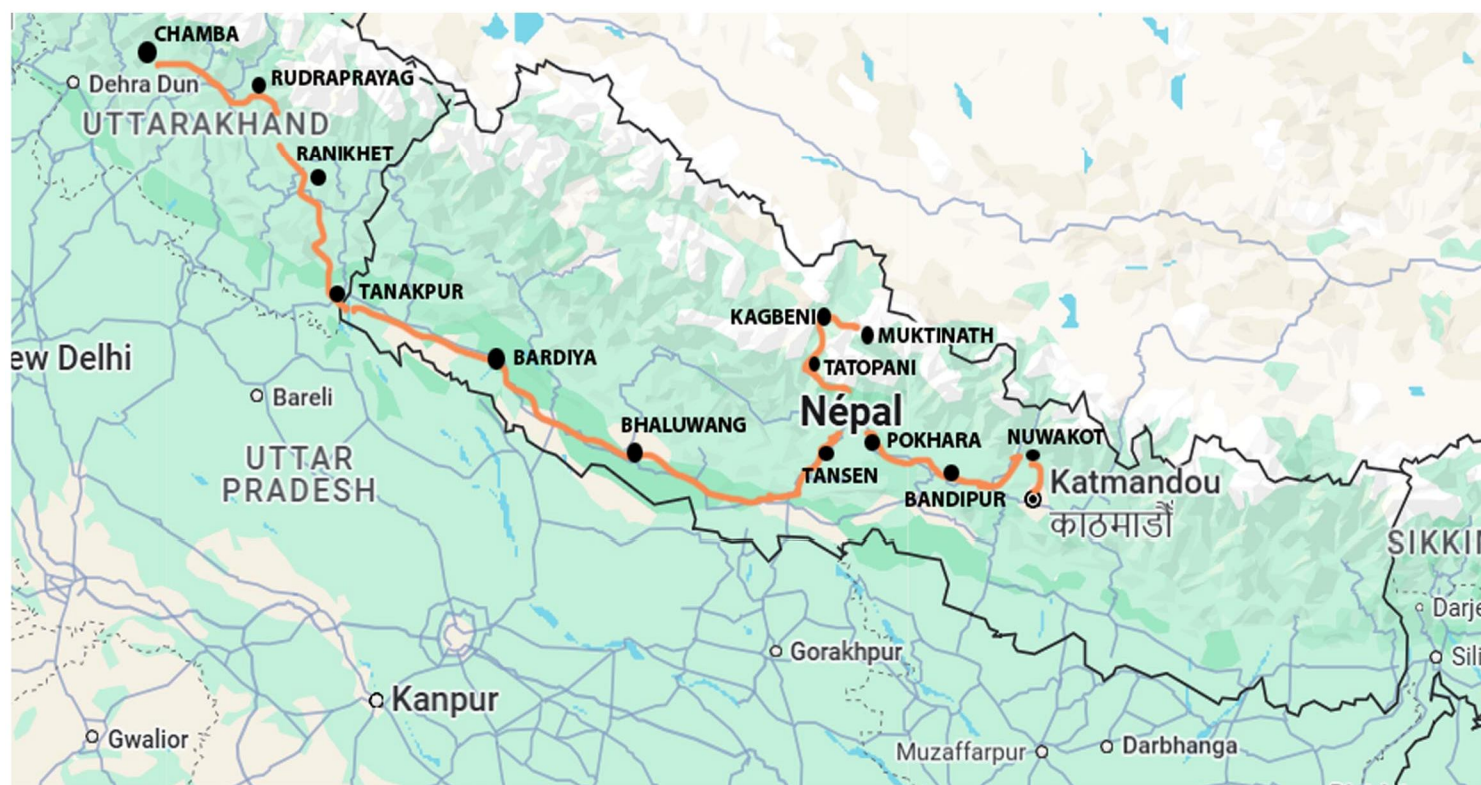 CHAMBA
Dehra Dun
RUDRAPRAYAG
UTTARAKHAND
RANIKHET
TANAKPUR
KAGBENI
MUKTINATH
ew Delhi
BARDIYA
TATOPANI
Bareli
Népal
BHALUWANG
POKHARA
NUWAKOT
UTTAR
PRADESH
TANSEN
BANDIPUR
Katmandou
काठमाडौं
SIKKI
Darje
Gorakhpur
Sili
Kanpur
Gwalior
Muzaffarpur
Darbhanga